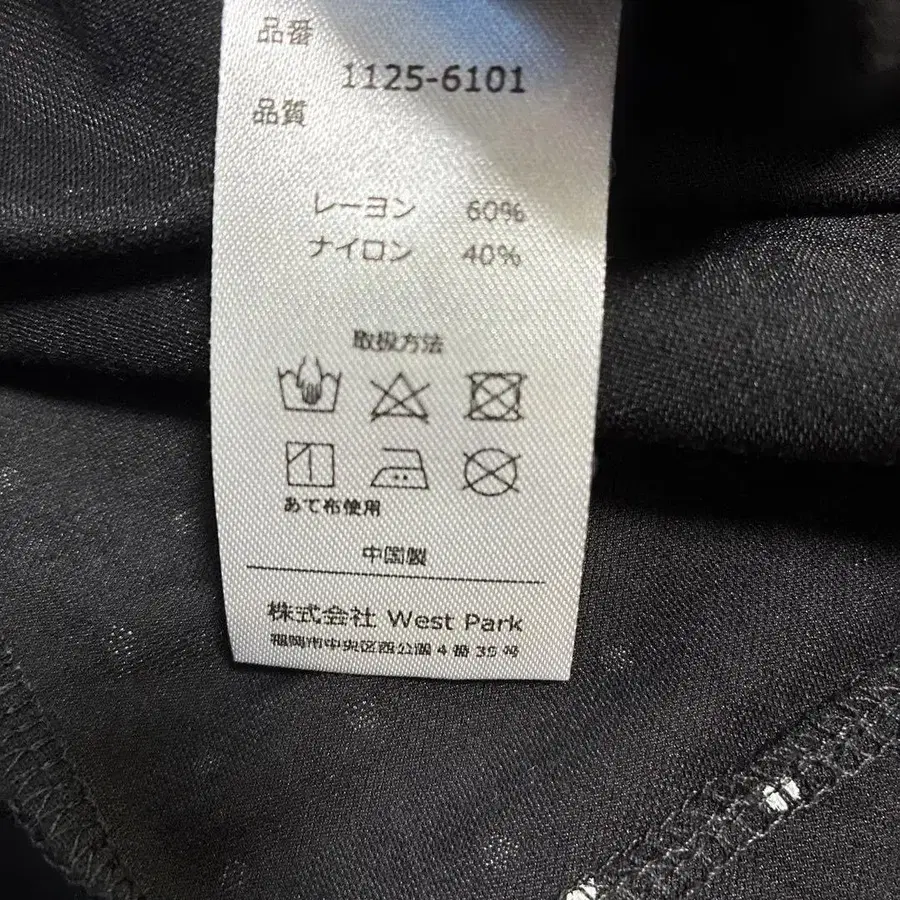 品番
1125-6101
品質
レーヨン 60%
ナイロン 40%
取扱方法
あて布使用
中国製
株式会社 West Park
福岡市中央区西公園4番35号